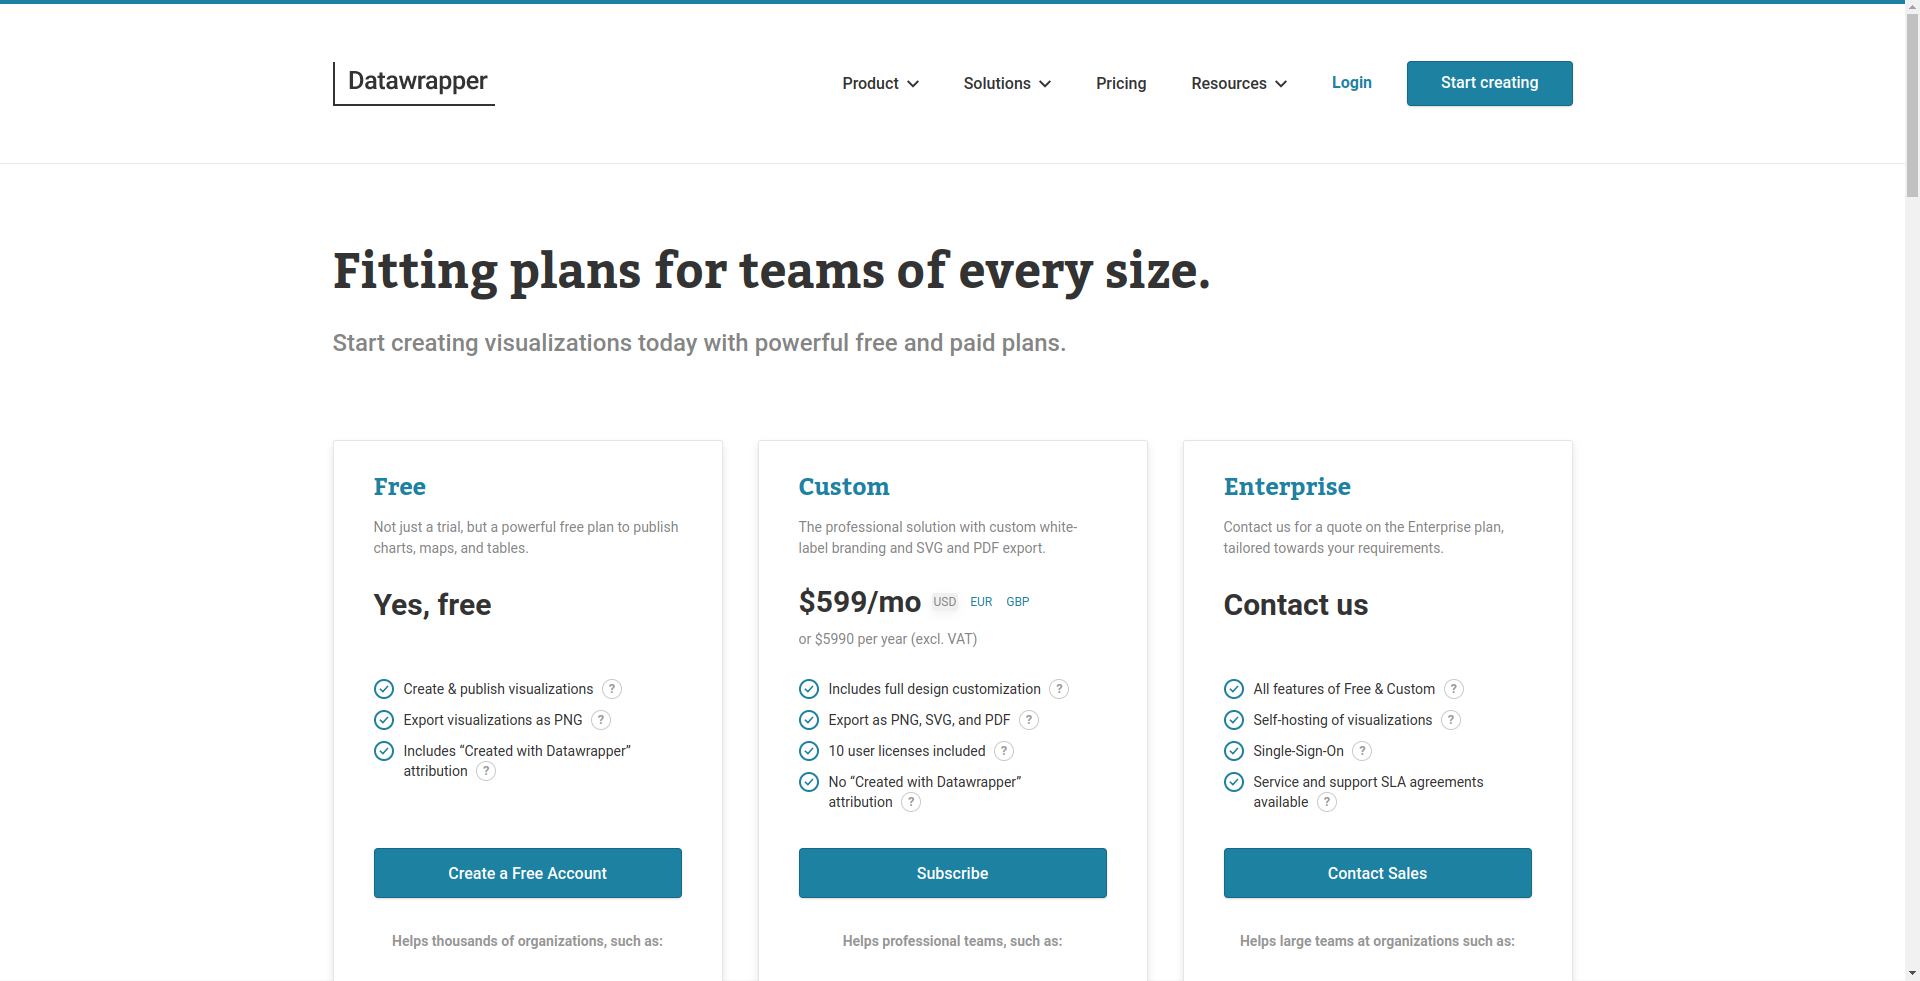 Datawrapper
Product
Solutions
Pricing
Resources
Login
Start creating
Fitting plans for teams of every size.
Start creating visualizations today with powerful free and paid plans.
Free
Not just a trial, but a powerful free plan to publish
charts, maps, and tables.
Yes, free
Create & publish visualizations ?
Export visualizations as PNG ?
Includes “Created with Datawrapper”
attribution ?
Create a Free Account
Helps thousands of organizations, such as:
Custom
The professional solution with custom white-
label branding and SVG and PDF export.
$599/mo USD EUR GBP
or $5990 per year (excl. VAT)
Includes full design customization ?
Export as PNG, SVG, and PDF ?
10 user licenses included ?
No “Created with Datawrapper”
attribution ?
Subscribe
Helps professional teams, such as:
Enterprise
Contact us for a quote on the Enterprise plan,
tailored towards your requirements.
Contact us
All features of Free & Custom ?
Self-hosting of visualizations ?
Single-Sign-On ?
Service and support SLA agreements
available ?
Contact Sales
Helps large teams at organizations such as: